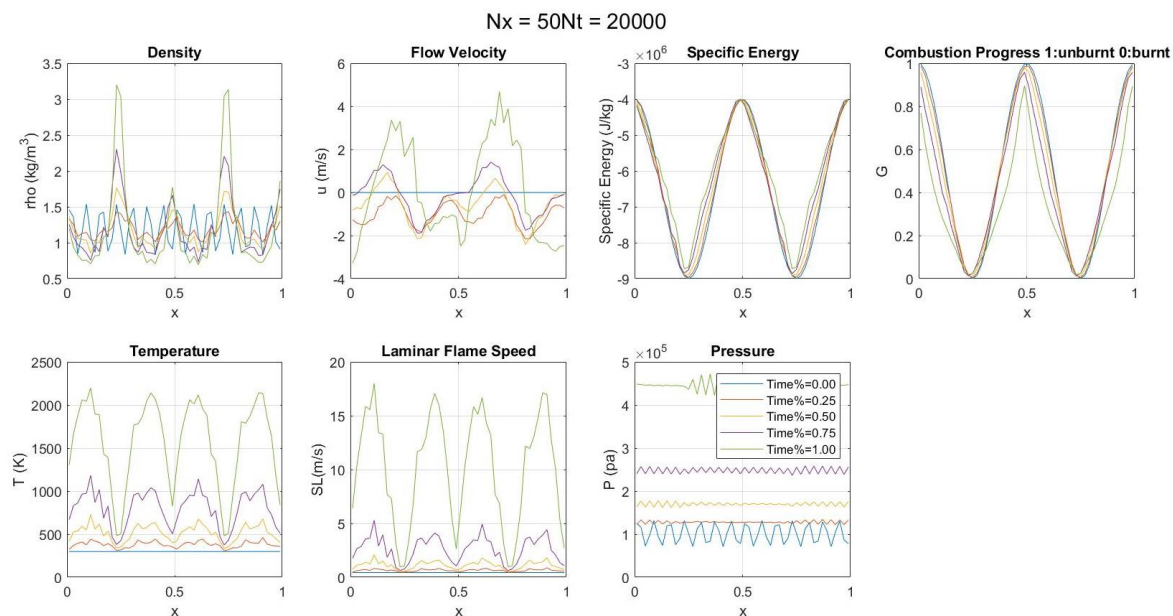 Nx = 50Nt = 20000
Density
3.5
3
2.5
2
1.5
1
0.5
rho (kg/m³)
0 0.5 1
x
Flow Velocity
6
4
2
0
-2
-4
u (m/s)
0 0.5 1
x
×10⁶
Specific Energy
-3
-4
-5
-6
-7
-8
-9
Specific Energy (J/kg)
0 0.5 1
x
Combustion Progress 1:unburnt 0:burnt
1
0.8
0.6
0.4
0.2
0
G
0 0.5 1
x
Temperature
2500
2000
1500
1000
500
0
T (K)
0 0.5 1
x
Laminar Flame Speed
20
15
10
5
0
SL(m/s)
0 0.5 1
x
×10⁵
Pressure
5
4
3
2
1
0
P (pa)
0 0.5 1
x
Time%=0.00
Time%=0.25
Time%=0.50
Time%=0.75
Time%=1.00